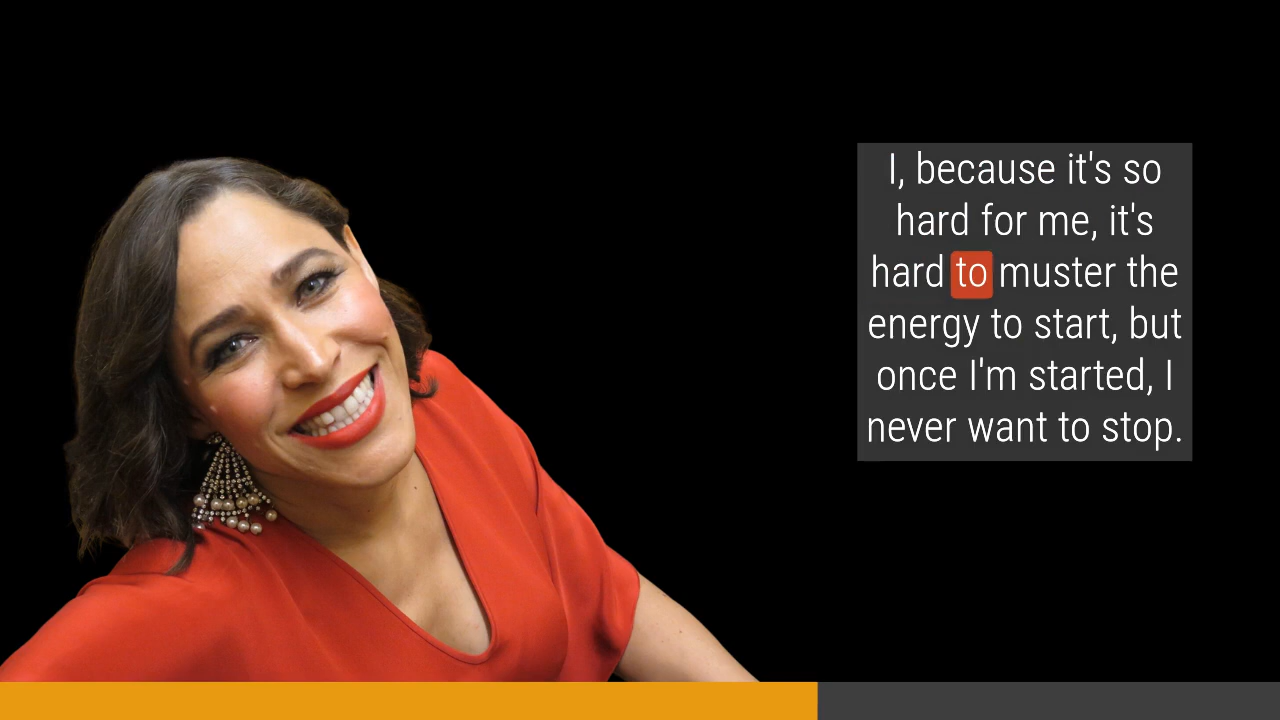 I, because it's so
hard for me, it's
hard to muster the
energy to start, but
once I'm started, I
never want to stop.